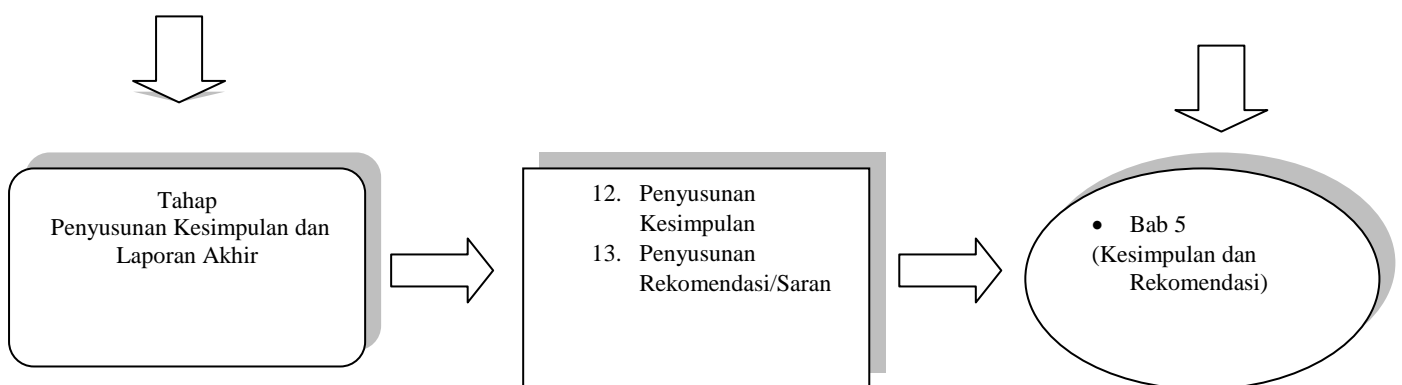 Tahap
Penyusunan Kesimpulan dan
Laporan Akhir
12. Penyusunan
Kesimpulan
13. Penyusunan
Rekomendasi/Saran
• Bab 5
(Kesimpulan dan
Rekomendasi)